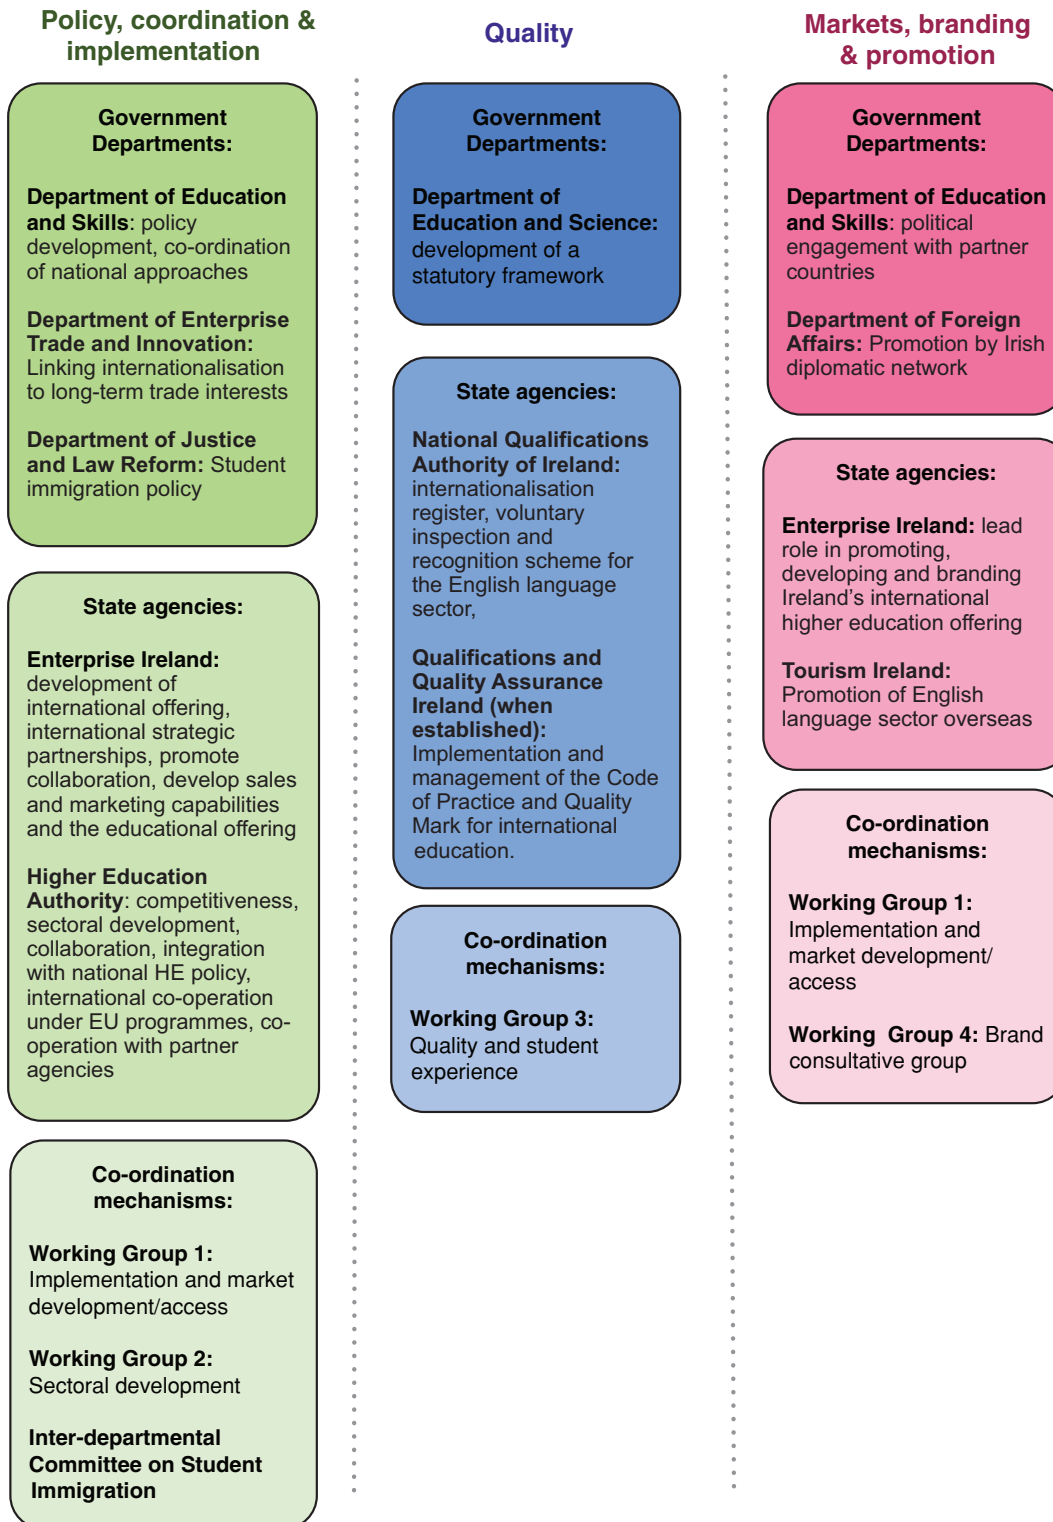 Policy, coordination &
implementation
Government
Departments:
Department of Education
and Skills: policy
development, co-ordination
of national approaches
Department of Enterprise
Trade and Innovation:
Linking internationalisation
to long-term trade interests
Department of Justice
and Law Reform: Student
immigration policy
State agencies:
Enterprise Ireland:
development of
international offering,
international strategic
partnerships, promote
collaboration, develop sales
and marketing capabilities
and the educational offering
Higher Education
Authority: competitiveness,
sectoral development,
collaboration, integration
with national HE policy,
international co-operation
under EU programmes, co-
operation with partner
agencies
Co-ordination
mechanisms:
Working Group 1:
Implementation and market
development/access
Working Group 2:
Sectoral development
Inter-departmental
Committee on Student
Immigration
Quality
Government
Departments:
Department of
Education and Science:
development of a
statutory framework
State agencies:
National Qualifications
Authority of Ireland:
internationalisation
register, voluntary
inspection and
recognition scheme for
the English language
sector,
Qualifications and
Quality Assurance
Ireland (when
established):
Implementation and
management of the Code
of Practice and Quality
Mark for international
education.
Co-ordination
mechanisms:
Working Group 3:
Quality and student
experience
Markets, branding
& promotion
Government
Departments:
Department of Education
and Skills: political
engagement with partner
countries
Department of Foreign
Affairs: Promotion by Irish
diplomatic network
State agencies:
Enterprise Ireland: lead
role in promoting,
developing and branding
Ireland's international
higher education offering
Tourism Ireland:
Promotion of English
language sector overseas
Co-ordination
mechanisms:
Working Group 1:
Implementation and
market development/
access
Working Group 4: Brand
consultative group